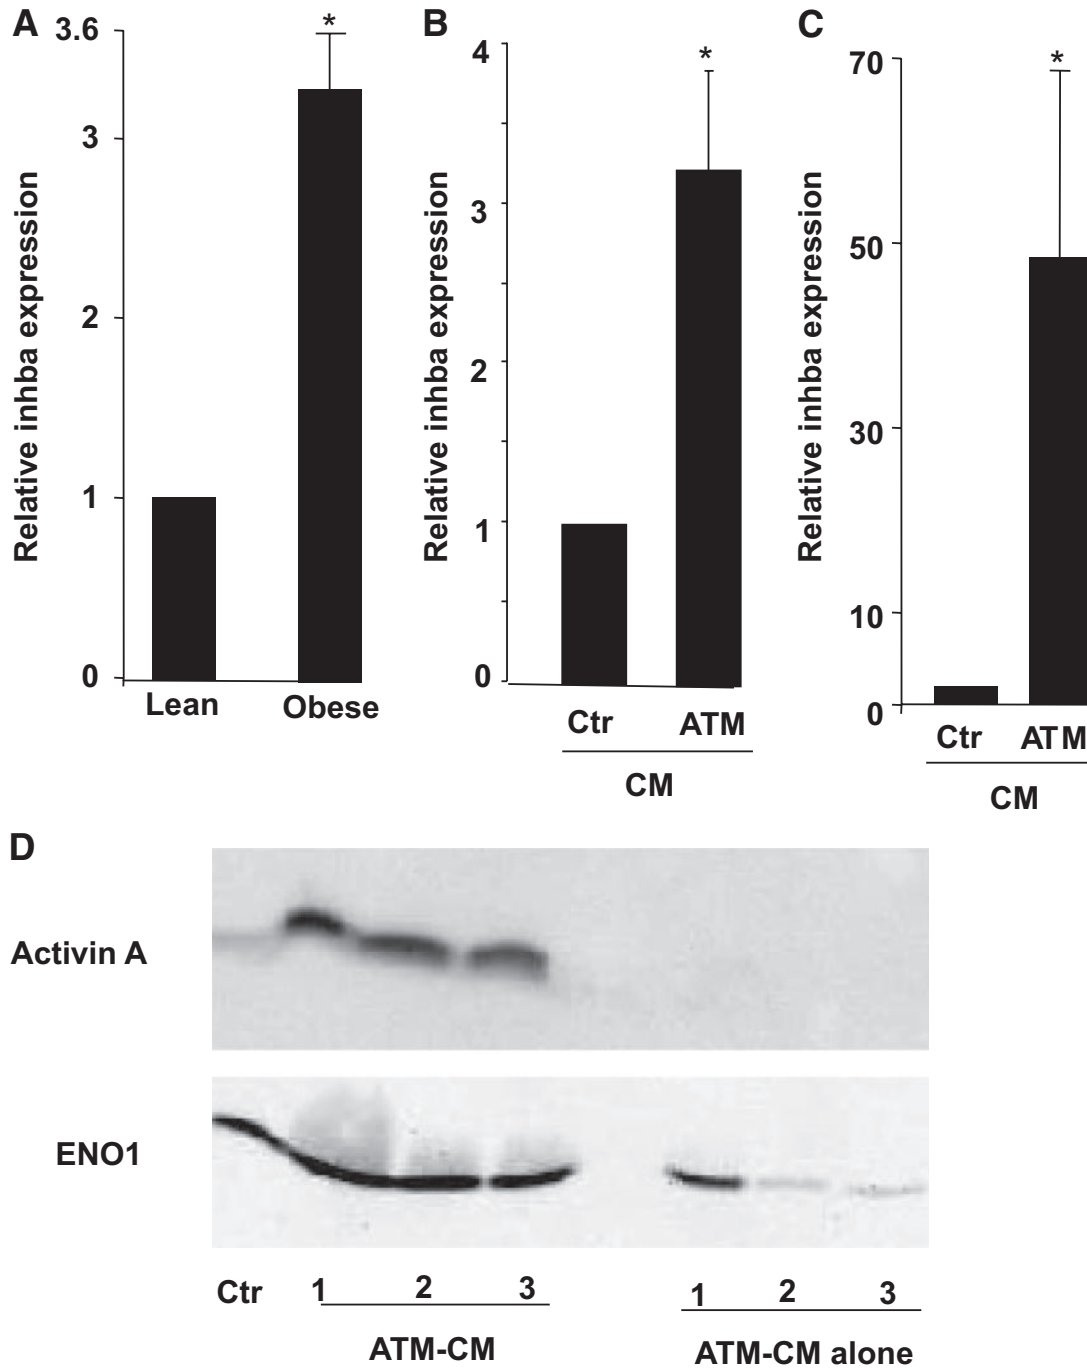 A
Relative inhba expression
3.6
3
2
1
0
*
Lean Obese
B
Relative inhba expression
4
3
2
1
0
*
Ctr ATM
CM
C
Relative inhba expression
70
50
30
10
0
*
Ctr ATM
CM
D
Activin A
ENO1
Ctr 1 2 3 1 2 3
ATM-CM ATM-CM alone